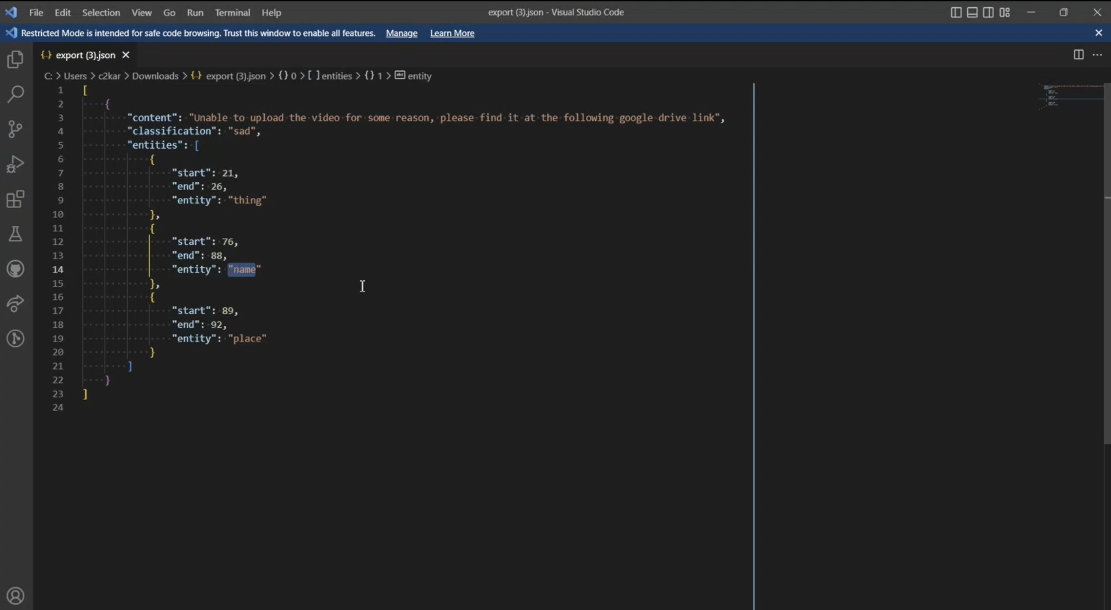 File Edit Selection View Go Run Terminal Help
export (3).json - Visual Studio Code
Restricted Mode is intended for safe code browsing. Trust this window to enable all features. Manage Learn More
{..} export (3).json
C: > Users > c2kar > Downloads > {..} export (3).json > {} 0 > [ ] entities > {} 1 > entity
1 [
2 {
3 "content": "Unable to upload the video for some reason, please find it at the following google drive link",
4 "classification": "sad",
5 "entities": [
6 {
7 "start": 21,
8 "end": 26,
9 "entity": "thing"
10 },
11 {
12 "start": 76,
13 "end": 88,
14 "entity": "name"
15 },
16 {
17 "start": 89,
18 "end": 92,
19 "entity": "place"
20 }
21 ]
22 }
23 ]
24